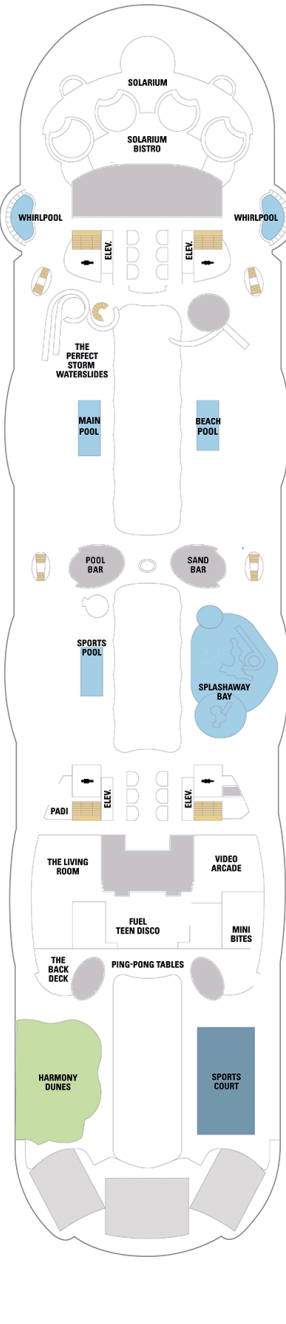 SOLARIUM
SOLARIUM
BISTRO
WHIRLPOOL
WHIRLPOOL
ELEV.
ELEV.
THE
PERFECT
STORM
WATERSLIDES
MAIN
POOL
BEACH
POOL
POOL
BAR
SAND
BAR
SPORTS
POOL
SPLASHAWAY
BAY
ELEV.
ELEV.
PADI
THE LIVING
ROOM
VIDEO
ARCADE
FUEL
TEEN DISCO
MINI
BITES
THE
BACK
DECK
PING-PONG TABLES
HARMONY
DUNES
SPORTS
COURT